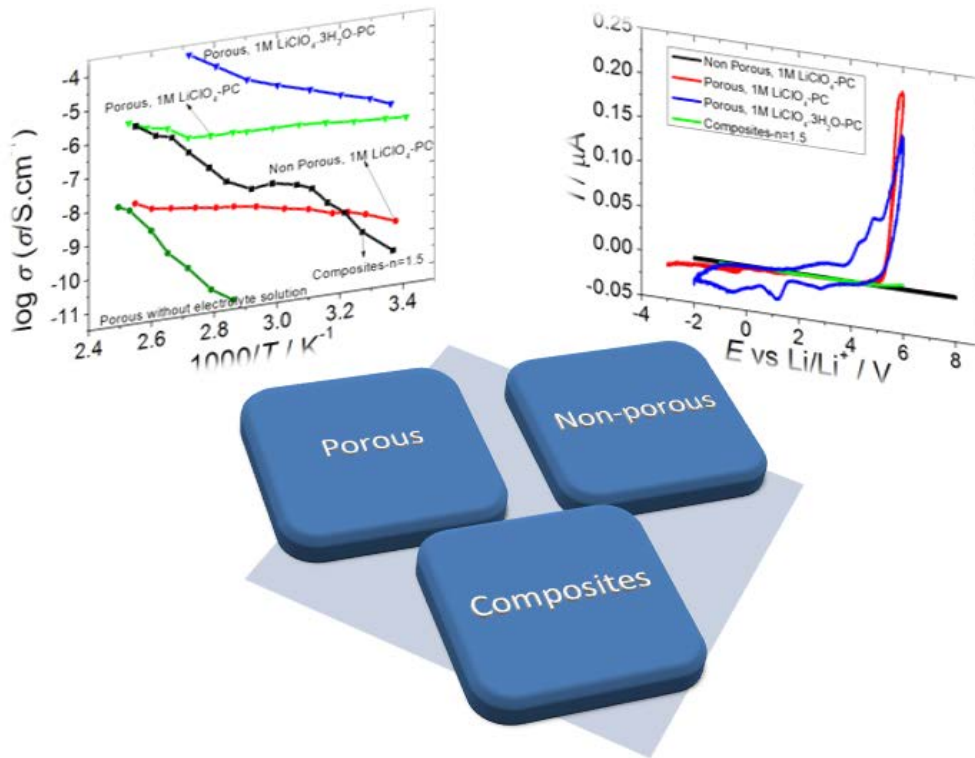 Porous, 1M LiClO₄·3H₂O-PC
Porous, 1M LiClO₄-PC
Non Porous, 1M LiClO₄-PC
Composites-n=1.5
Porous without electrolyte solution
log σ (σ/S.cm
-4
-5
-6
-7
-8
-9
-10
-11
2.4
2.6
2.8
3.0
3.2
3.4
1000/T / K⁻¹
0.25
0.20
0.15
0.10
0.05
0.00
-0.05
I / µA
Non Porous, 1M LiClO₄-PC
Porous, 1M LiClO₄-PC
Porous, 1M LiClO₄·3H₂O-PC
Composites-n=1.5
-4
-2
0
2
4
6
8
E vs Li/Li⁺ / V
Porous
Non-porous
Composites